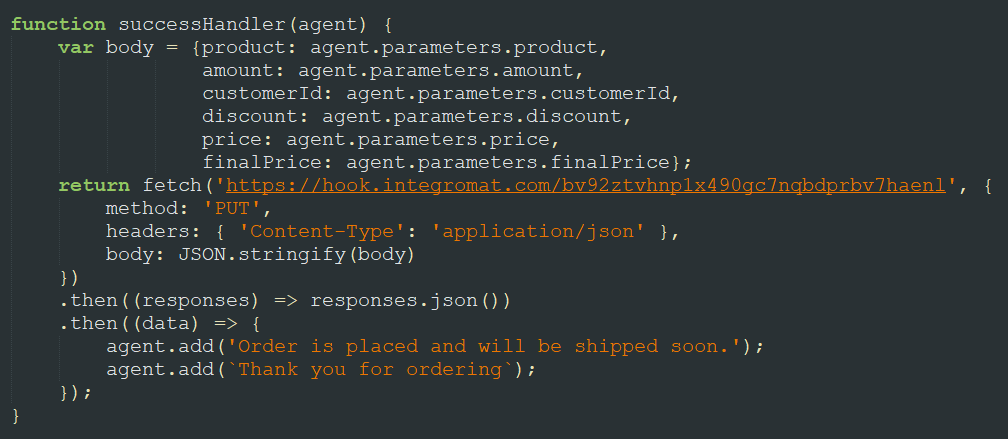 function successHandler(agent) {
    var body = {product: agent.parameters.product,
                amount: agent.parameters.amount,
                customerId: agent.parameters.customerId,
                discount: agent.parameters.discount,
                price: agent.parameters.price,
                finalPrice: agent.parameters.finalPrice};
    return fetch('https://hook.integromat.com/bv92ztvhnp1x490gc7nqbdprbv7haenl', {
        method: 'PUT',
        headers: { 'Content-Type': 'application/json' },
        body: JSON.stringify(body)
    })
    .then((responses) => responses.json())
    .then((data) => {
        agent.add('Order is placed and will be shipped soon.');
        agent.add(`Thank you for ordering`);
    });
}